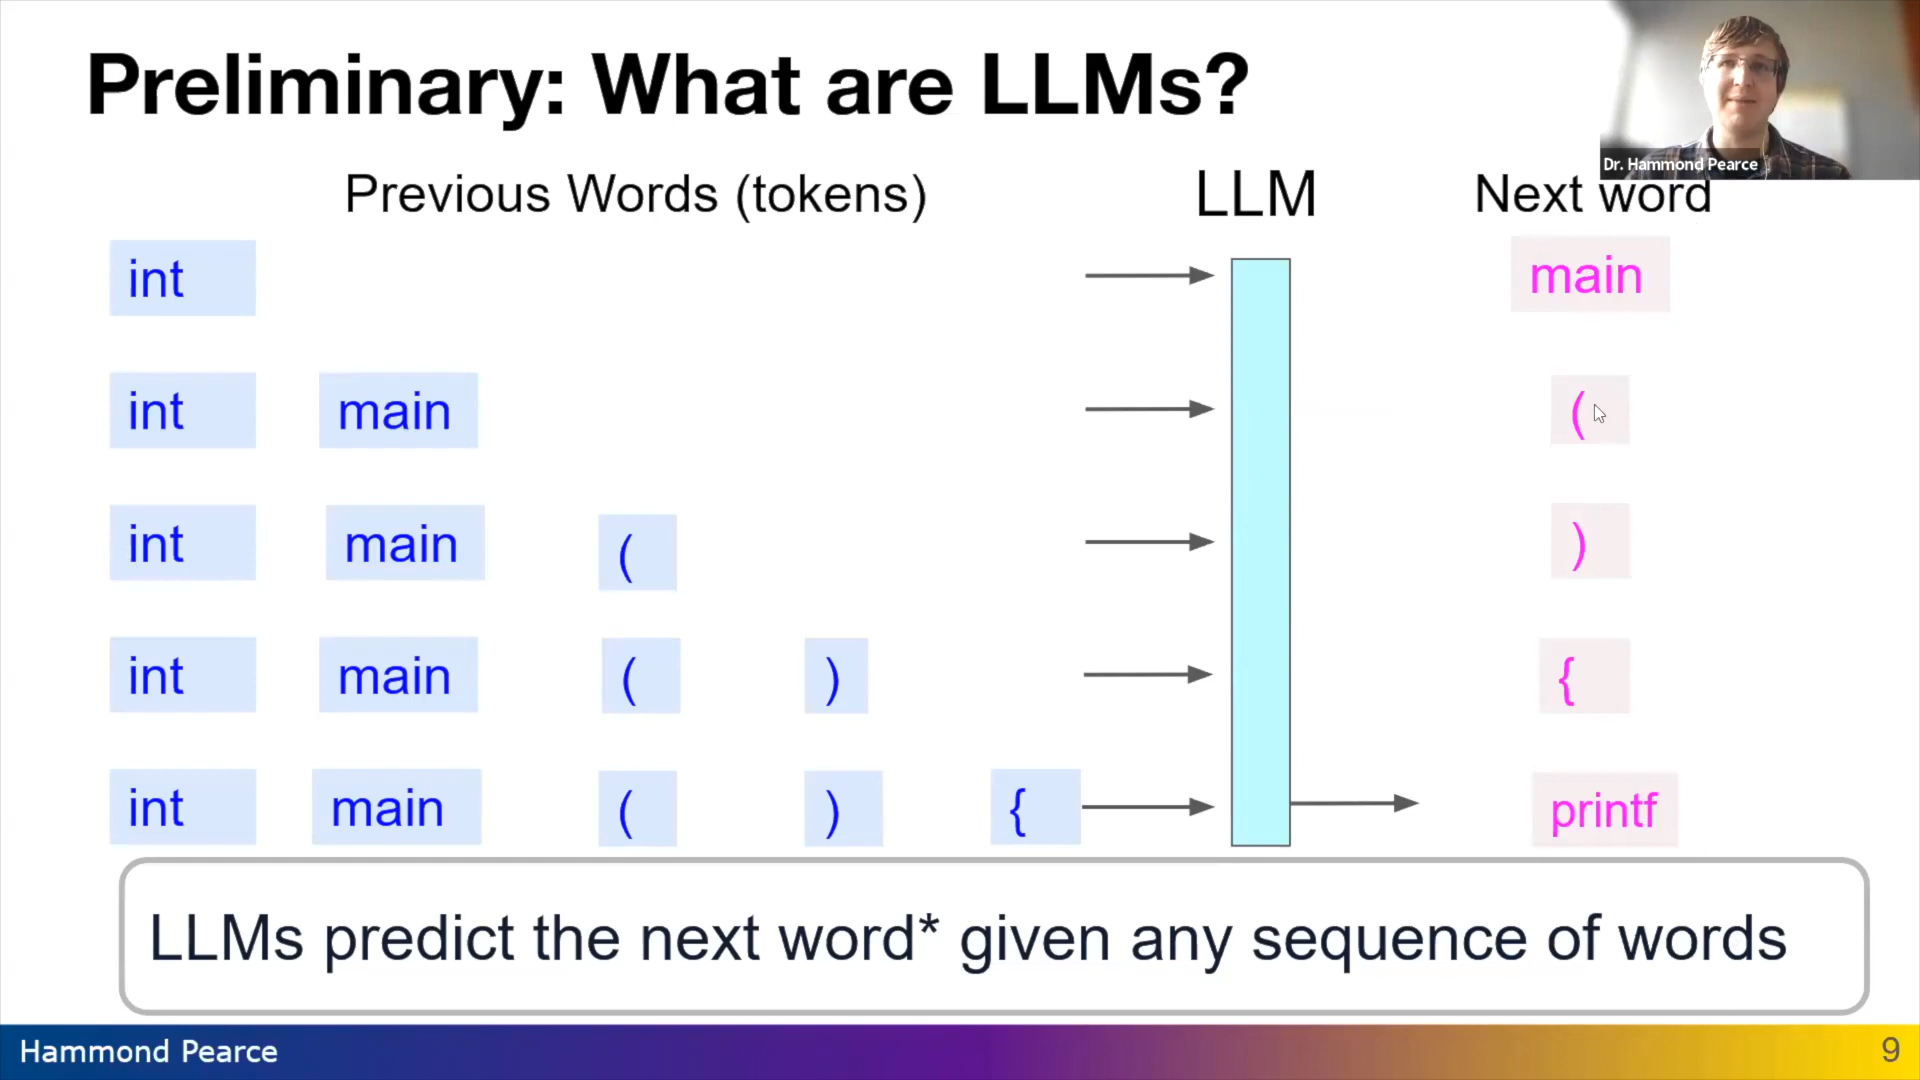 Preliminary: What are LLMs?
Dr. Hammond Pearce
Previous Words (tokens) LLM Next word
int main
int main (
int main ( )
int main ( ) {
int main ( ) { printf
LLMs predict the next word* given any sequence of words
Hammond Pearce 9